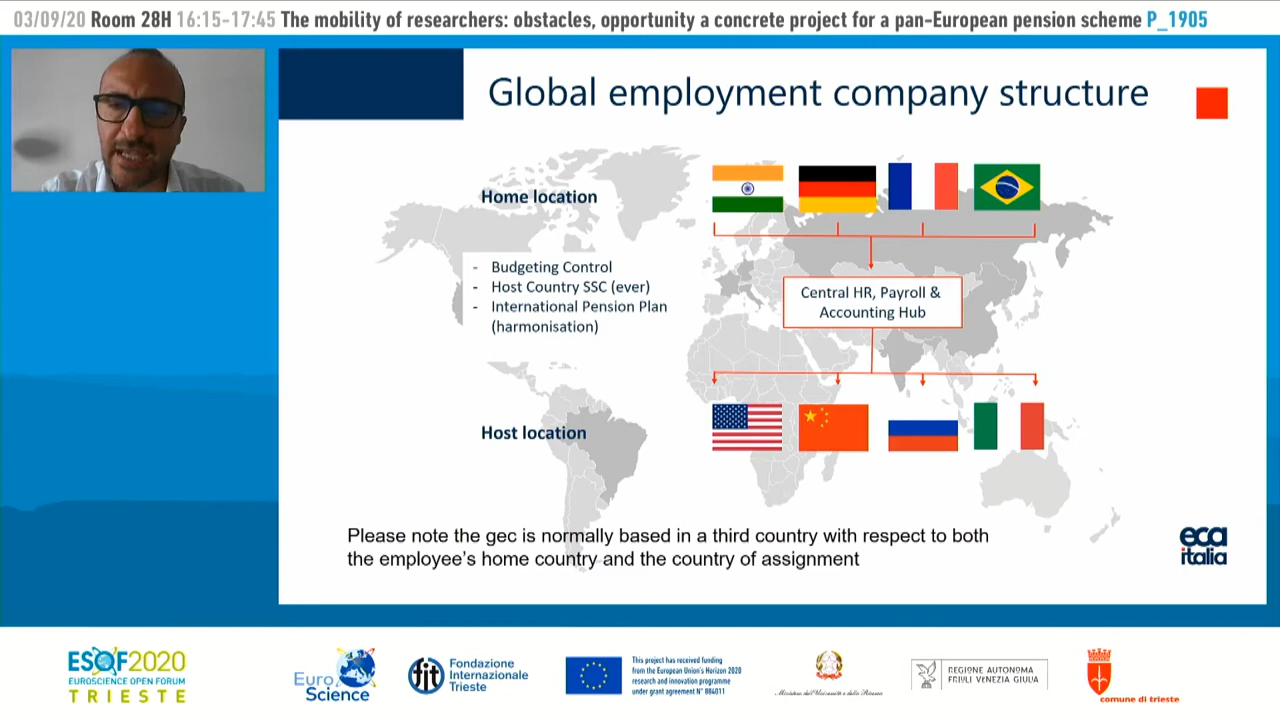 03/09/20 Room 28H 16:15-17:45 The mobility of researchers: obstacles, opportunity a concrete project for a pan-European pension scheme P_1905
Global employment company structure
Home location
- Budgeting Control
- Host Country SSC (ever)
- International Pension Plan
(harmonisation)
Central HR, Payroll &
Accounting Hub
Host location
Please note the gec is normally based in a third country with respect to both
the employee's home country and the country of assignment
eca
italia
ESOF2020
EUROSCIENCE OPEN FORUM
TRIESTE
Euro
Science
fit
Fondazione
Internazionale
Trieste
This project has received funding
from the European Union's Horizon 2020
research and innovation programme
under grant agreement N° 884011
Ministero dell'Università e della Ricerca
REGIONE AUTONOMA
FRIULI VENEZIA GIULIA
comune di trieste